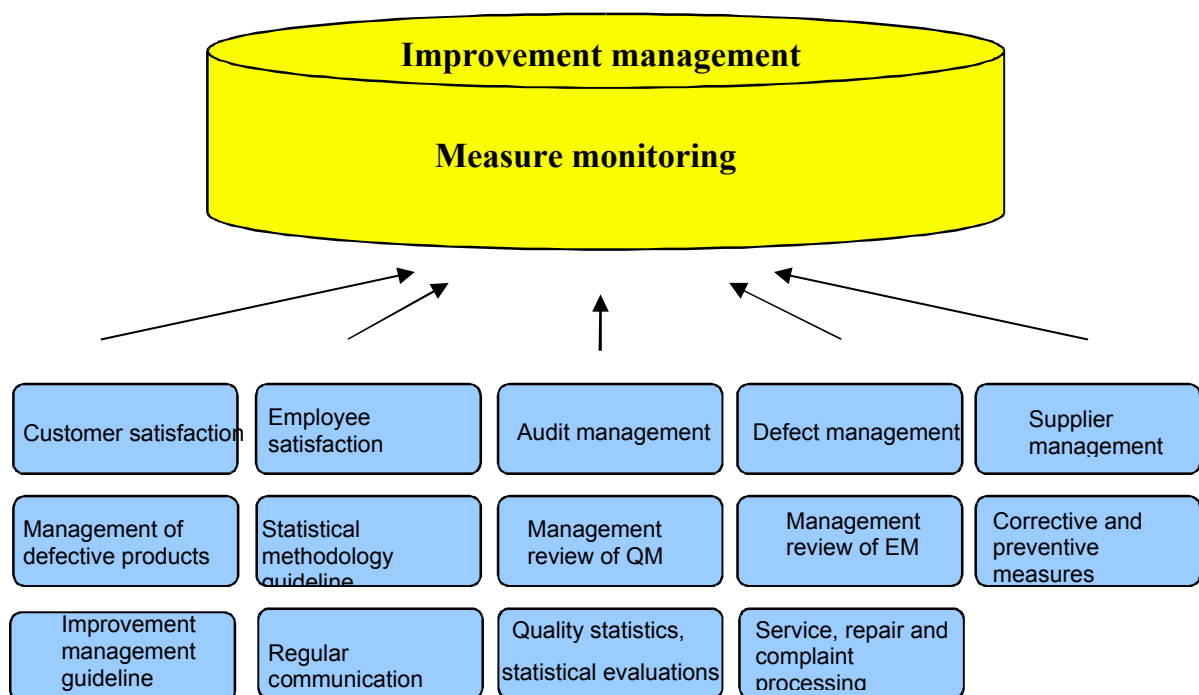 Improvement management
Measure monitoring
Customer satisfaction
Employee
satisfaction
Audit management
Defect management
Supplier
management
Management of
defective products
Statistical
methodology
guideline
Management
review of QM
Management
review of EM
Corrective and
preventive
measures
Improvement
management
guideline
Regular
communication
Quality statistics,
statistical evaluations
Service, repair and
complaint
processing